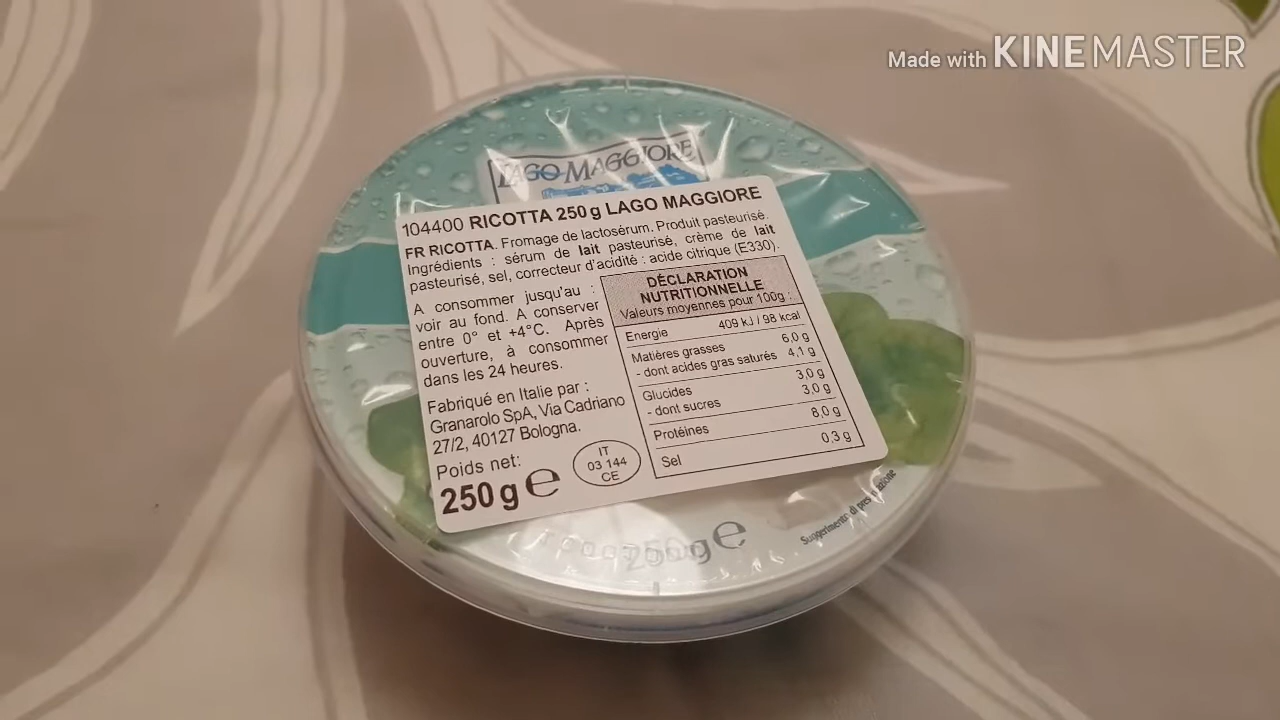 Made with KINEMASTER
LAGO MAGGIORE
104400 RICOTTA 250 g LAGO MAGGIORE
FR RICOTTA. Fromage de lactosérum. Produit pasteurisé.
Ingrédients : sérum de lait pasteurisé, crème de lait
pasteurisé, sel, correcteur d'acidité : acide citrique (E330).
A consommer jusqu'au :
voir au fond. A conserver
entre 0° et +4°C. Après
ouverture, à consommer
dans les 24 heures.
Fabriqué en Italie par :
Granarolo SpA, Via Cadriano
27/2, 40127 Bologna.
Poids net:
250 g e
IT
03 144
CE
DÉCLARATION
NUTRITIONNELLE
Valeurs moyennes pour 100g :
Energie 409 kJ / 98 kcal
Matières grasses 6,0 g
- dont acides gras saturés 4,1 g
Glucides 3,0 g
- dont sucres 3,0 g
Protéines 8,0 g
Sel 0,3 g
250g e
Suggerimento di